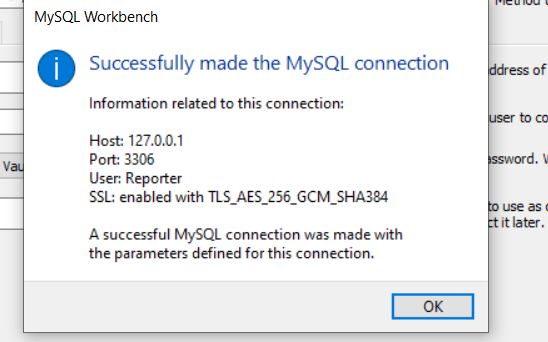 MySQL Workbench
Successfully made the MySQL connection
Information related to this connection:
Host: 127.0.0.1
Port: 3306
User: Reporter
SSL: enabled with TLS_AES_256_GCM_SHA384
A successful MySQL connection was made with
the parameters defined for this connection.
OK
Method
ddress of
user to co
ssword. W
Vau
to use as
ct it later.